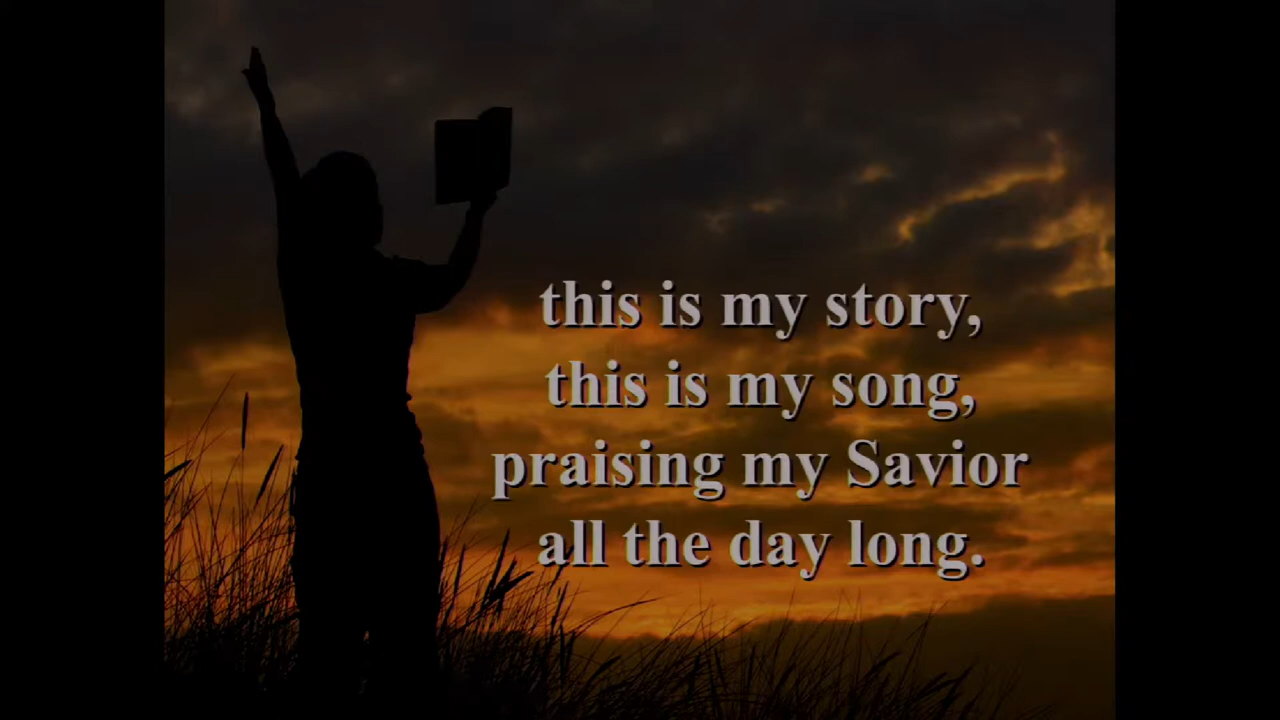 this is my story,
this is my song,
praising my Savior
all the day long.